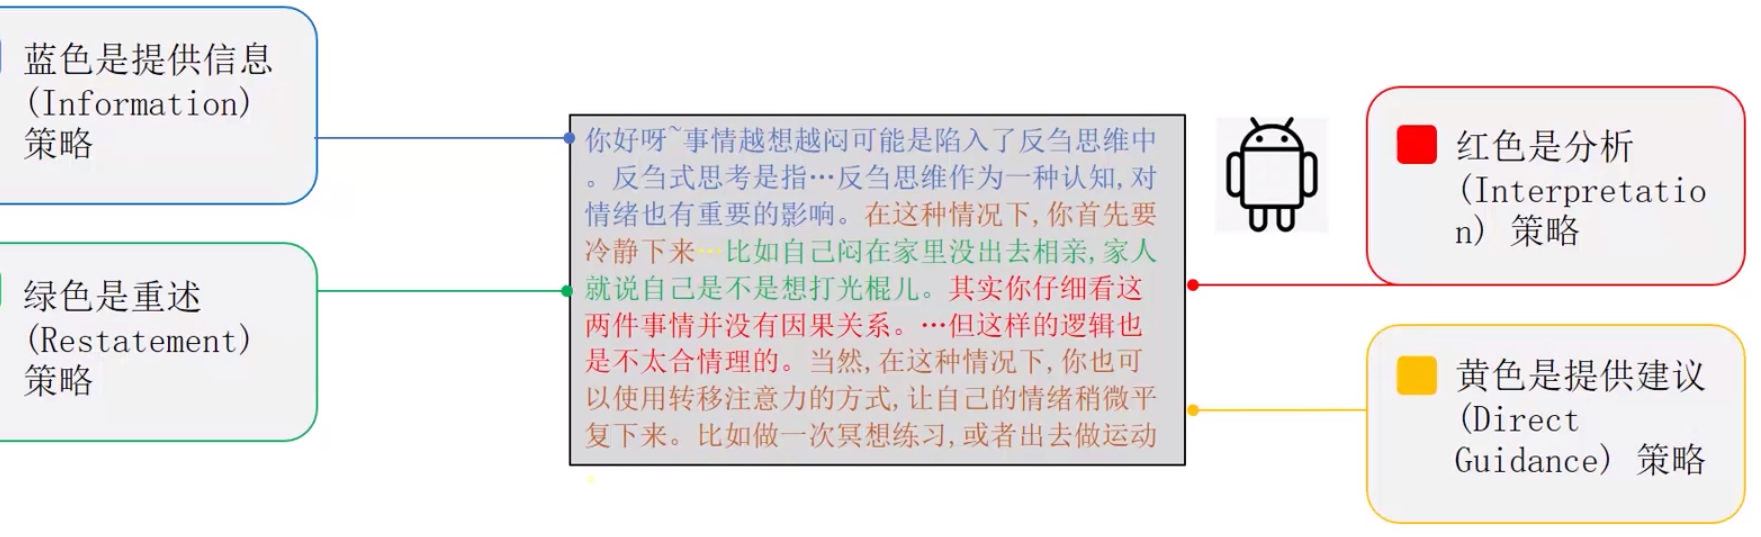 蓝色是提供信息
(Information)
策略
绿色是重述
(Restatement)
策略
你好呀~事情越想越闷可能是陷入了反刍思维中
。反刍式思考是指…反刍思维作为一种认知,对
情绪也有重要的影响。在这种情况下,你首先要
冷静下来…比如自己闷在家里没出去相亲,家人
就说自己是不是想打光棍儿。其实你仔细看这
两件事情并没有因果关系。…但这样的逻辑也
是不太合情理的。当然,在这种情况下,你也可
以使用转移注意力的方式,让自己的情绪稍微平
复下来。比如做一次冥想练习,或者出去做运动
。
红色是分析
(Interpretatio
n) 策略
黄色是提供建议
(Direct
Guidance) 策略